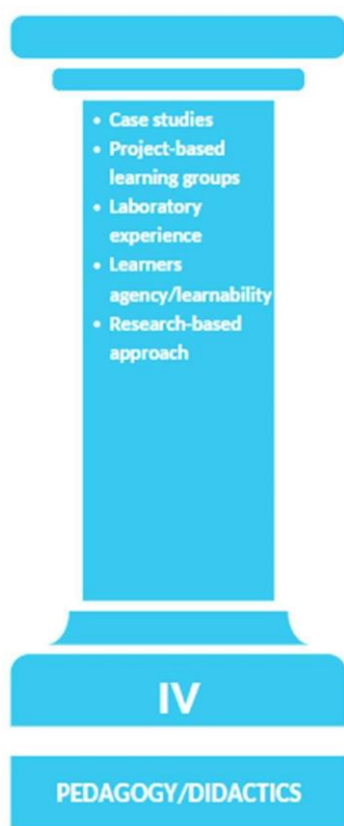 • Case studies
• Project-based
learning groups
• Laboratory
experience
• Learners
agency/learnability
• Research-based
approach
IV
PEDAGOGY/DIDACTICS